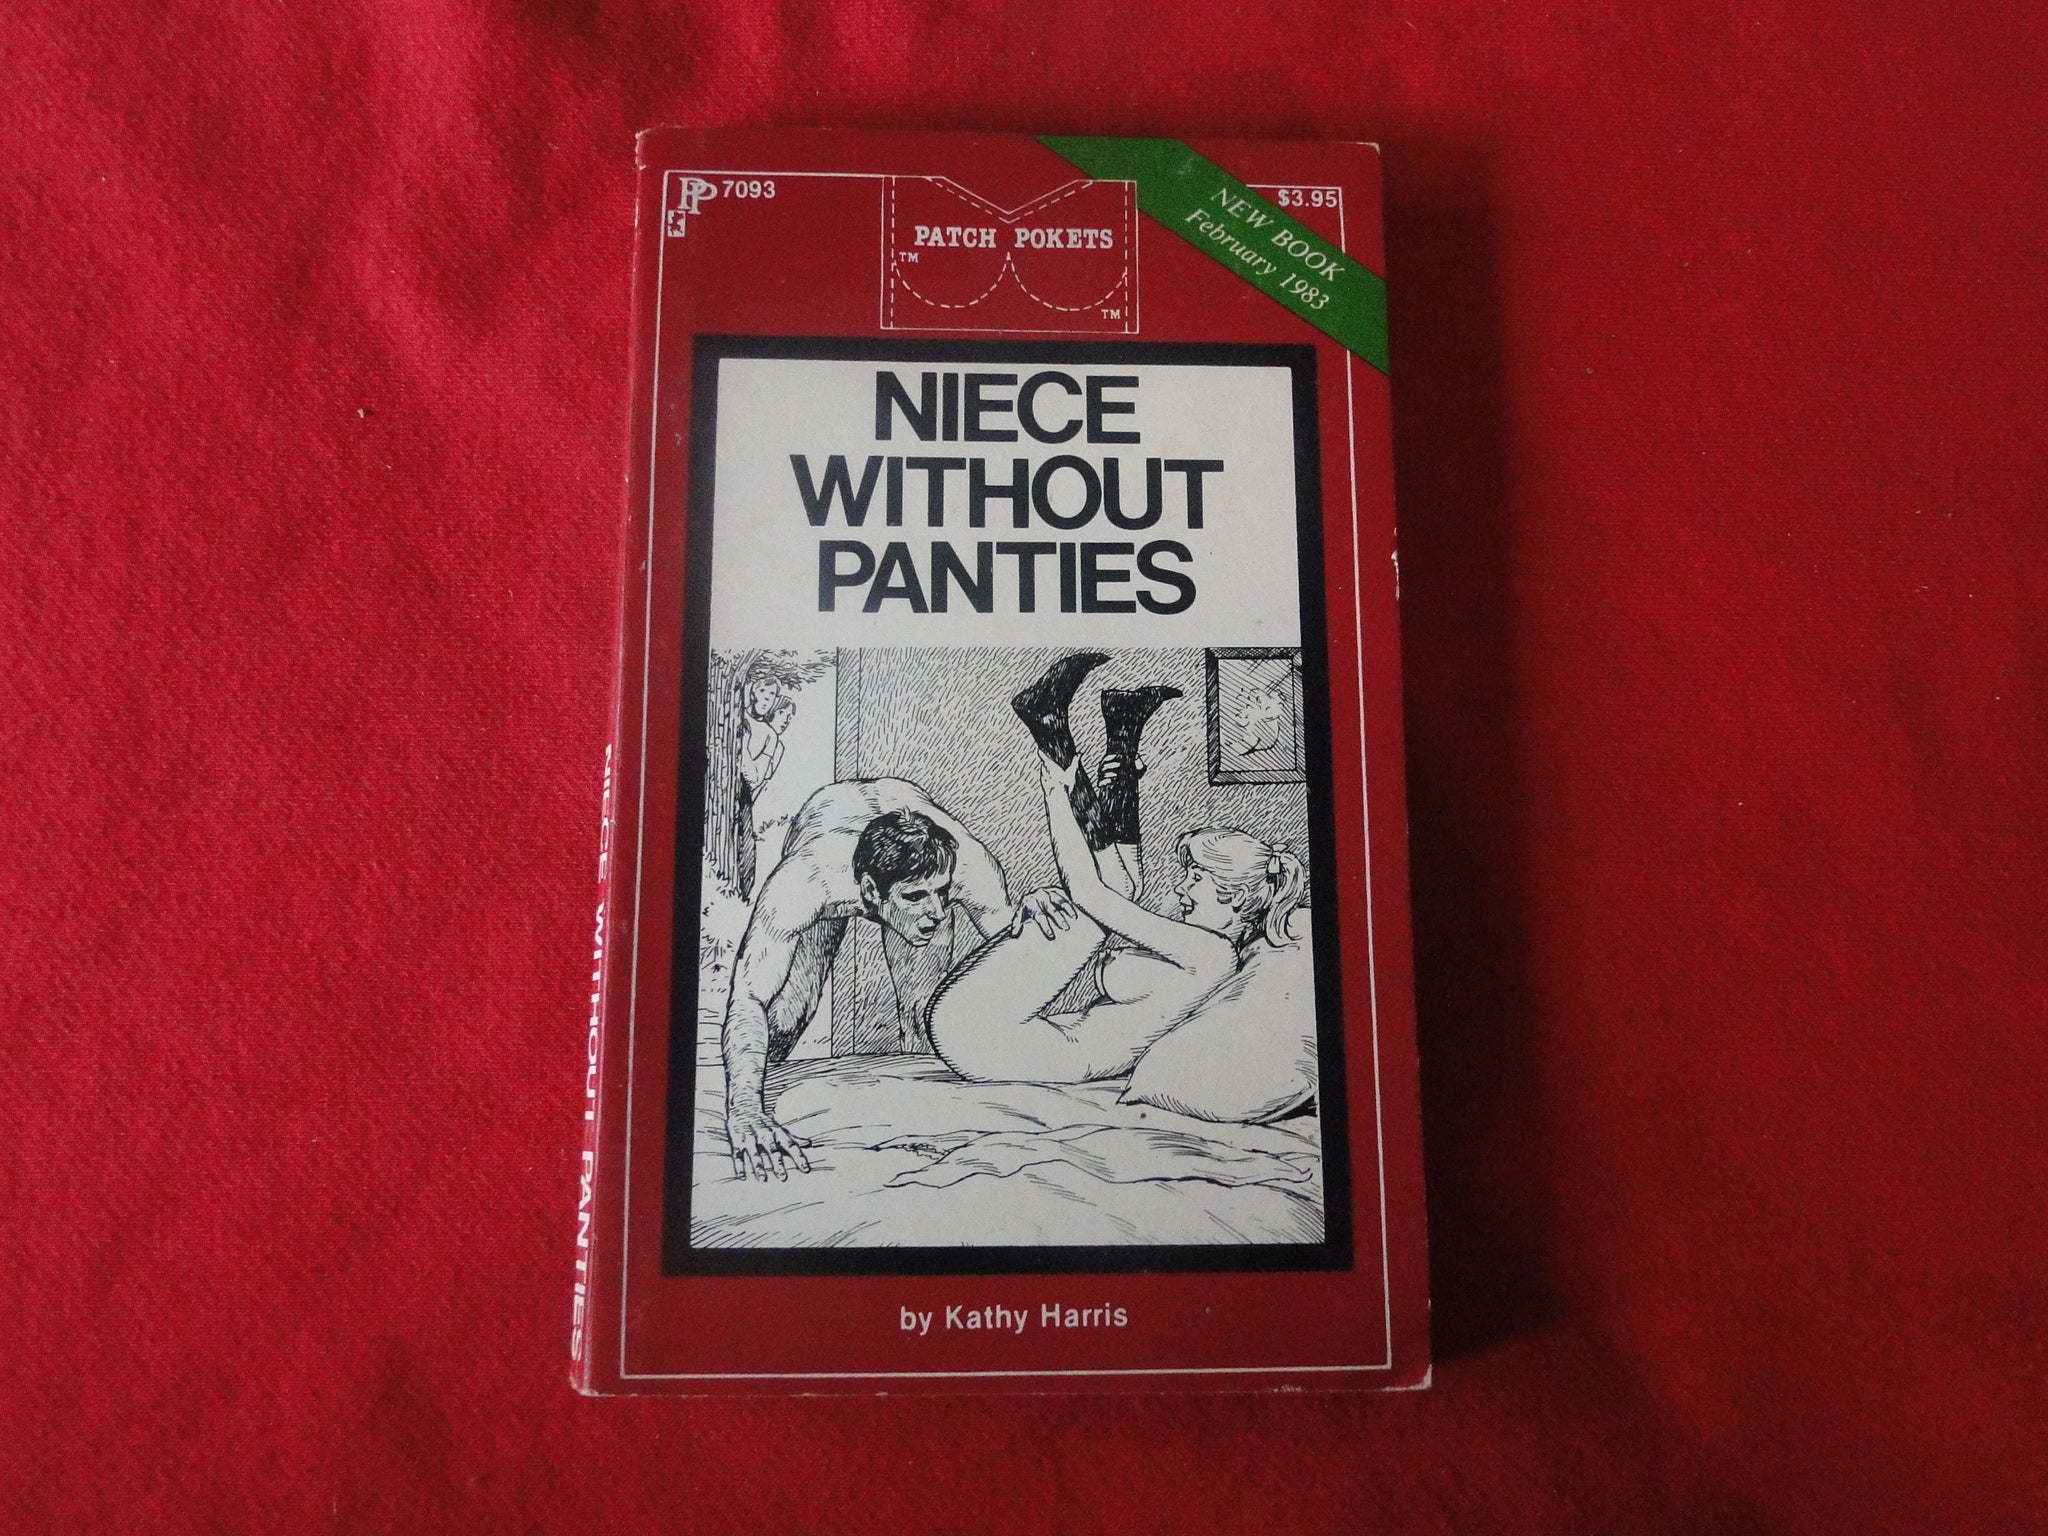 PP 7093
PATCH POKETS
TM
TM
NEW BOOK
February 1983
$3.95
NIECE
WITHOUT
PANTIES
by Kathy Harris
NIECE WITHOUT PANTIES